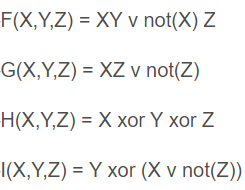 F(X,Y,Z) = XY v not(X) Z
G(X,Y,Z) = XZ v not(Z)
H(X,Y,Z) = X xor Y xor Z
I(X,Y,Z) = Y xor (X v not(Z))